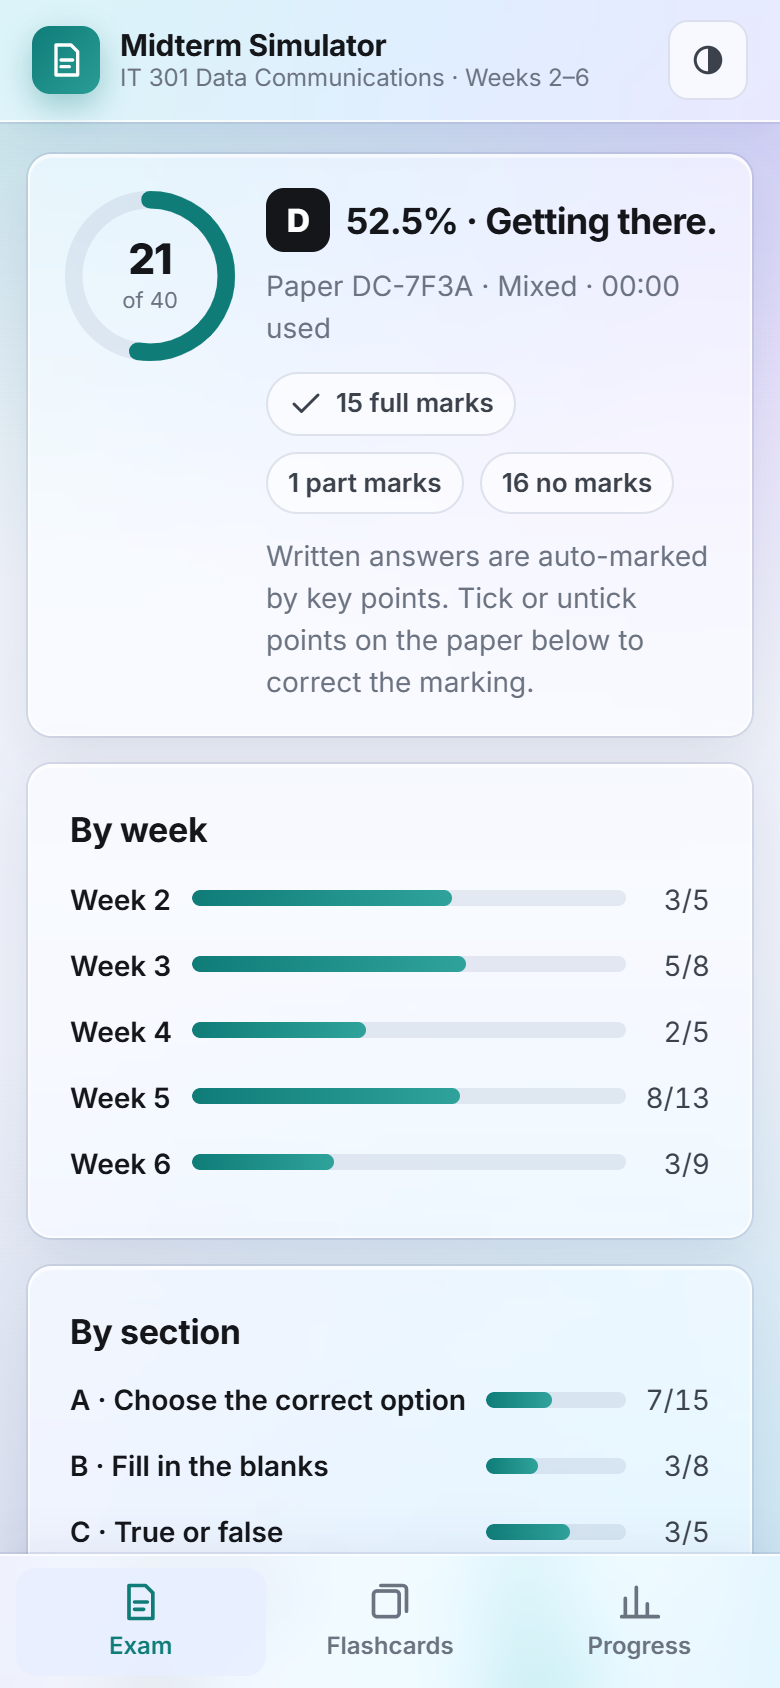 Midterm Simulator
IT 301 Data Communications · Weeks 2–6
21
of 40
D
52.5% · Getting there.
Paper DC-7F3A · Mixed · 00:00
used
15 full marks
1 part marks
16 no marks
Written answers are auto-marked
by key points. Tick or untick
points on the paper below to
correct the marking.
By week
Week 2 3/5
Week 3 5/8
Week 4 2/5
Week 5 8/13
Week 6 3/9
By section
A · Choose the correct option 7/15
B · Fill in the blanks 3/8
C · True or false 3/5
Exam
Flashcards
Progress